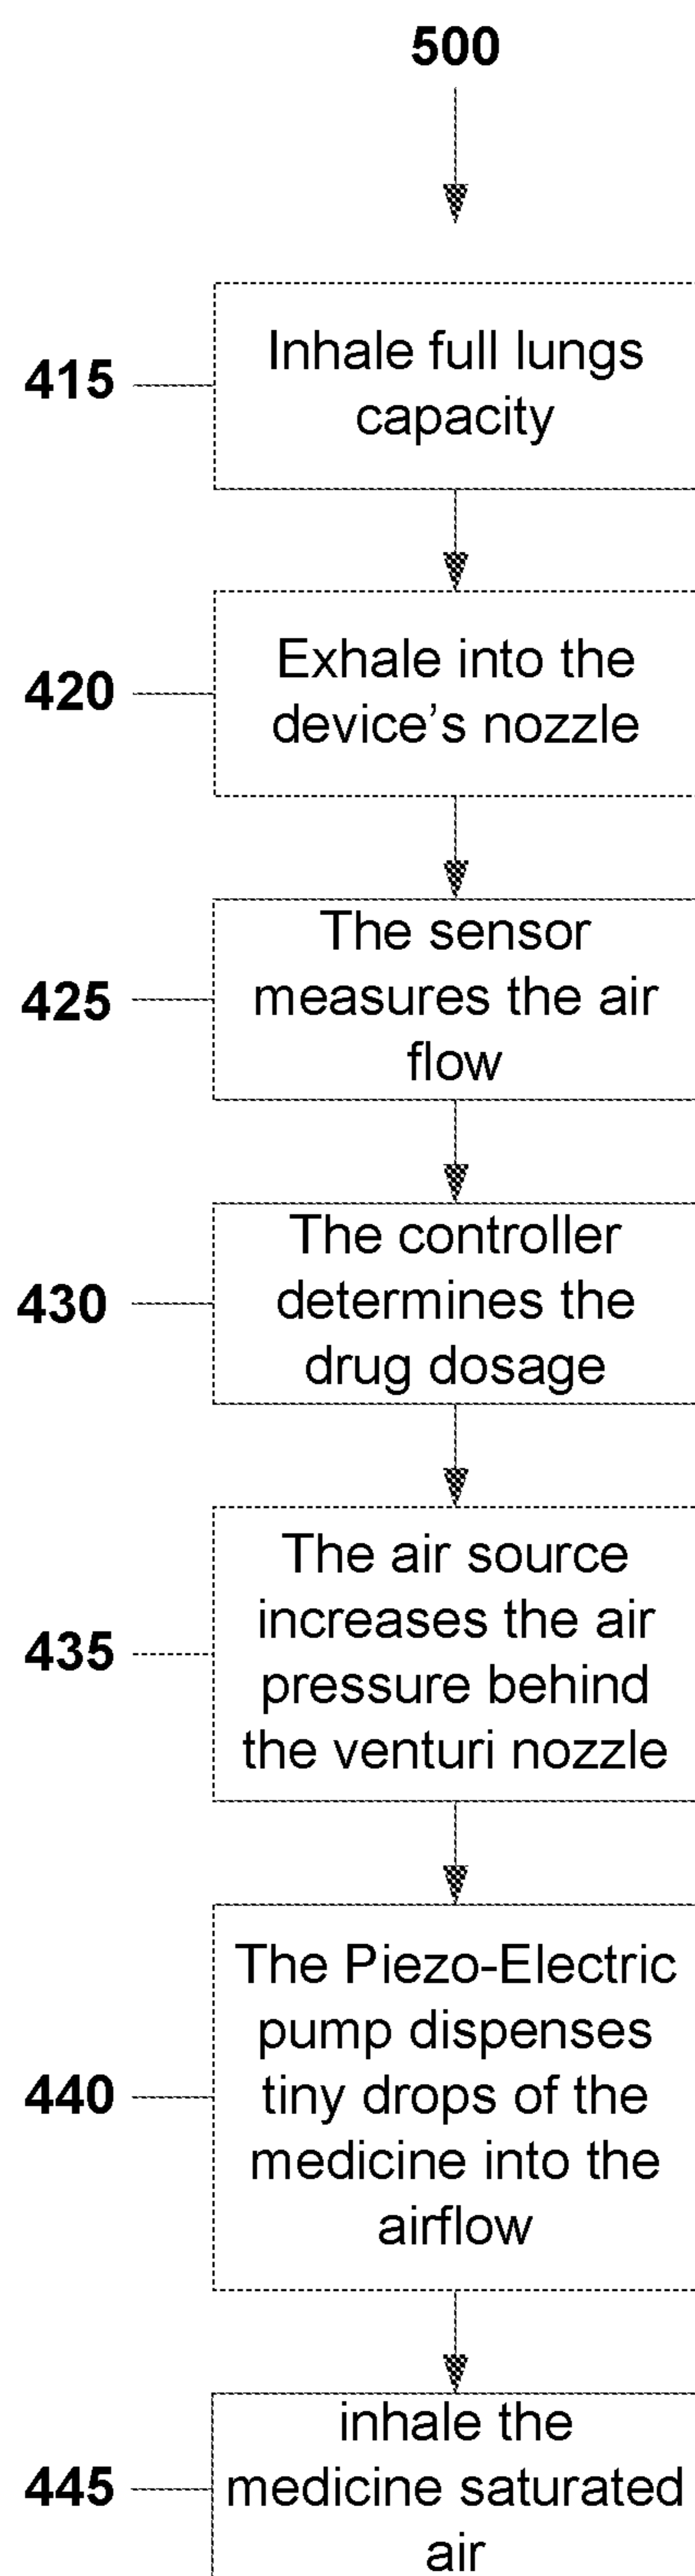 500
415
Inhale full lungs
capacity
420
Exhale into the
device’s nozzle
425
The sensor
measures the air
flow
430
The controller
determines the
drug dosage
435
The air source
increases the air
pressure behind
the venturi nozzle
440
The Piezo-Electric
pump dispenses
tiny drops of the
medicine into the
airflow
445
inhale the
medicine saturated
air